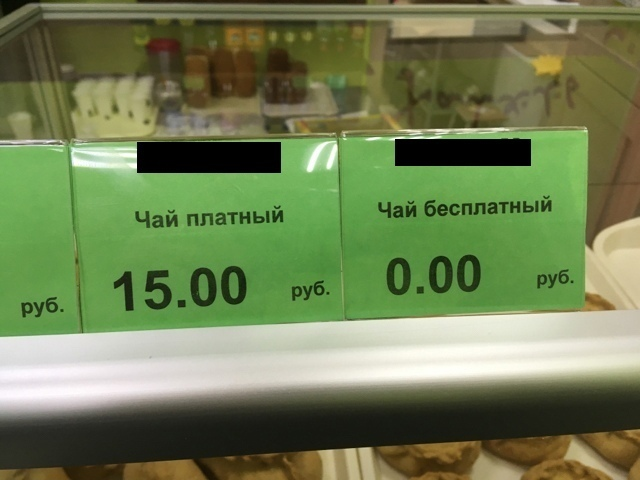 руб.
Чай платный
15.00 руб.
Чай бесплатный
0.00 руб.